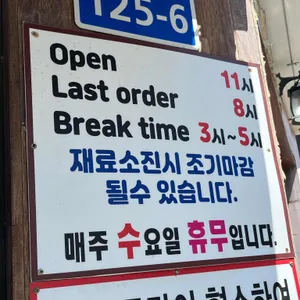 125-6
Open 11시
Last order 8시
Break time 3시~5시
재료소진시 조기마감
될수 있습니다.
매주 수요일 휴무입니다.